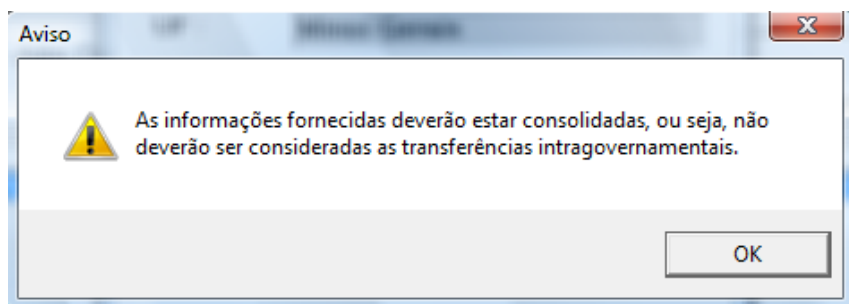 Aviso
As informações fornecidas deverão estar consolidadas, ou seja, não
deverão ser consideradas as transferências intragovernamentais.
OK